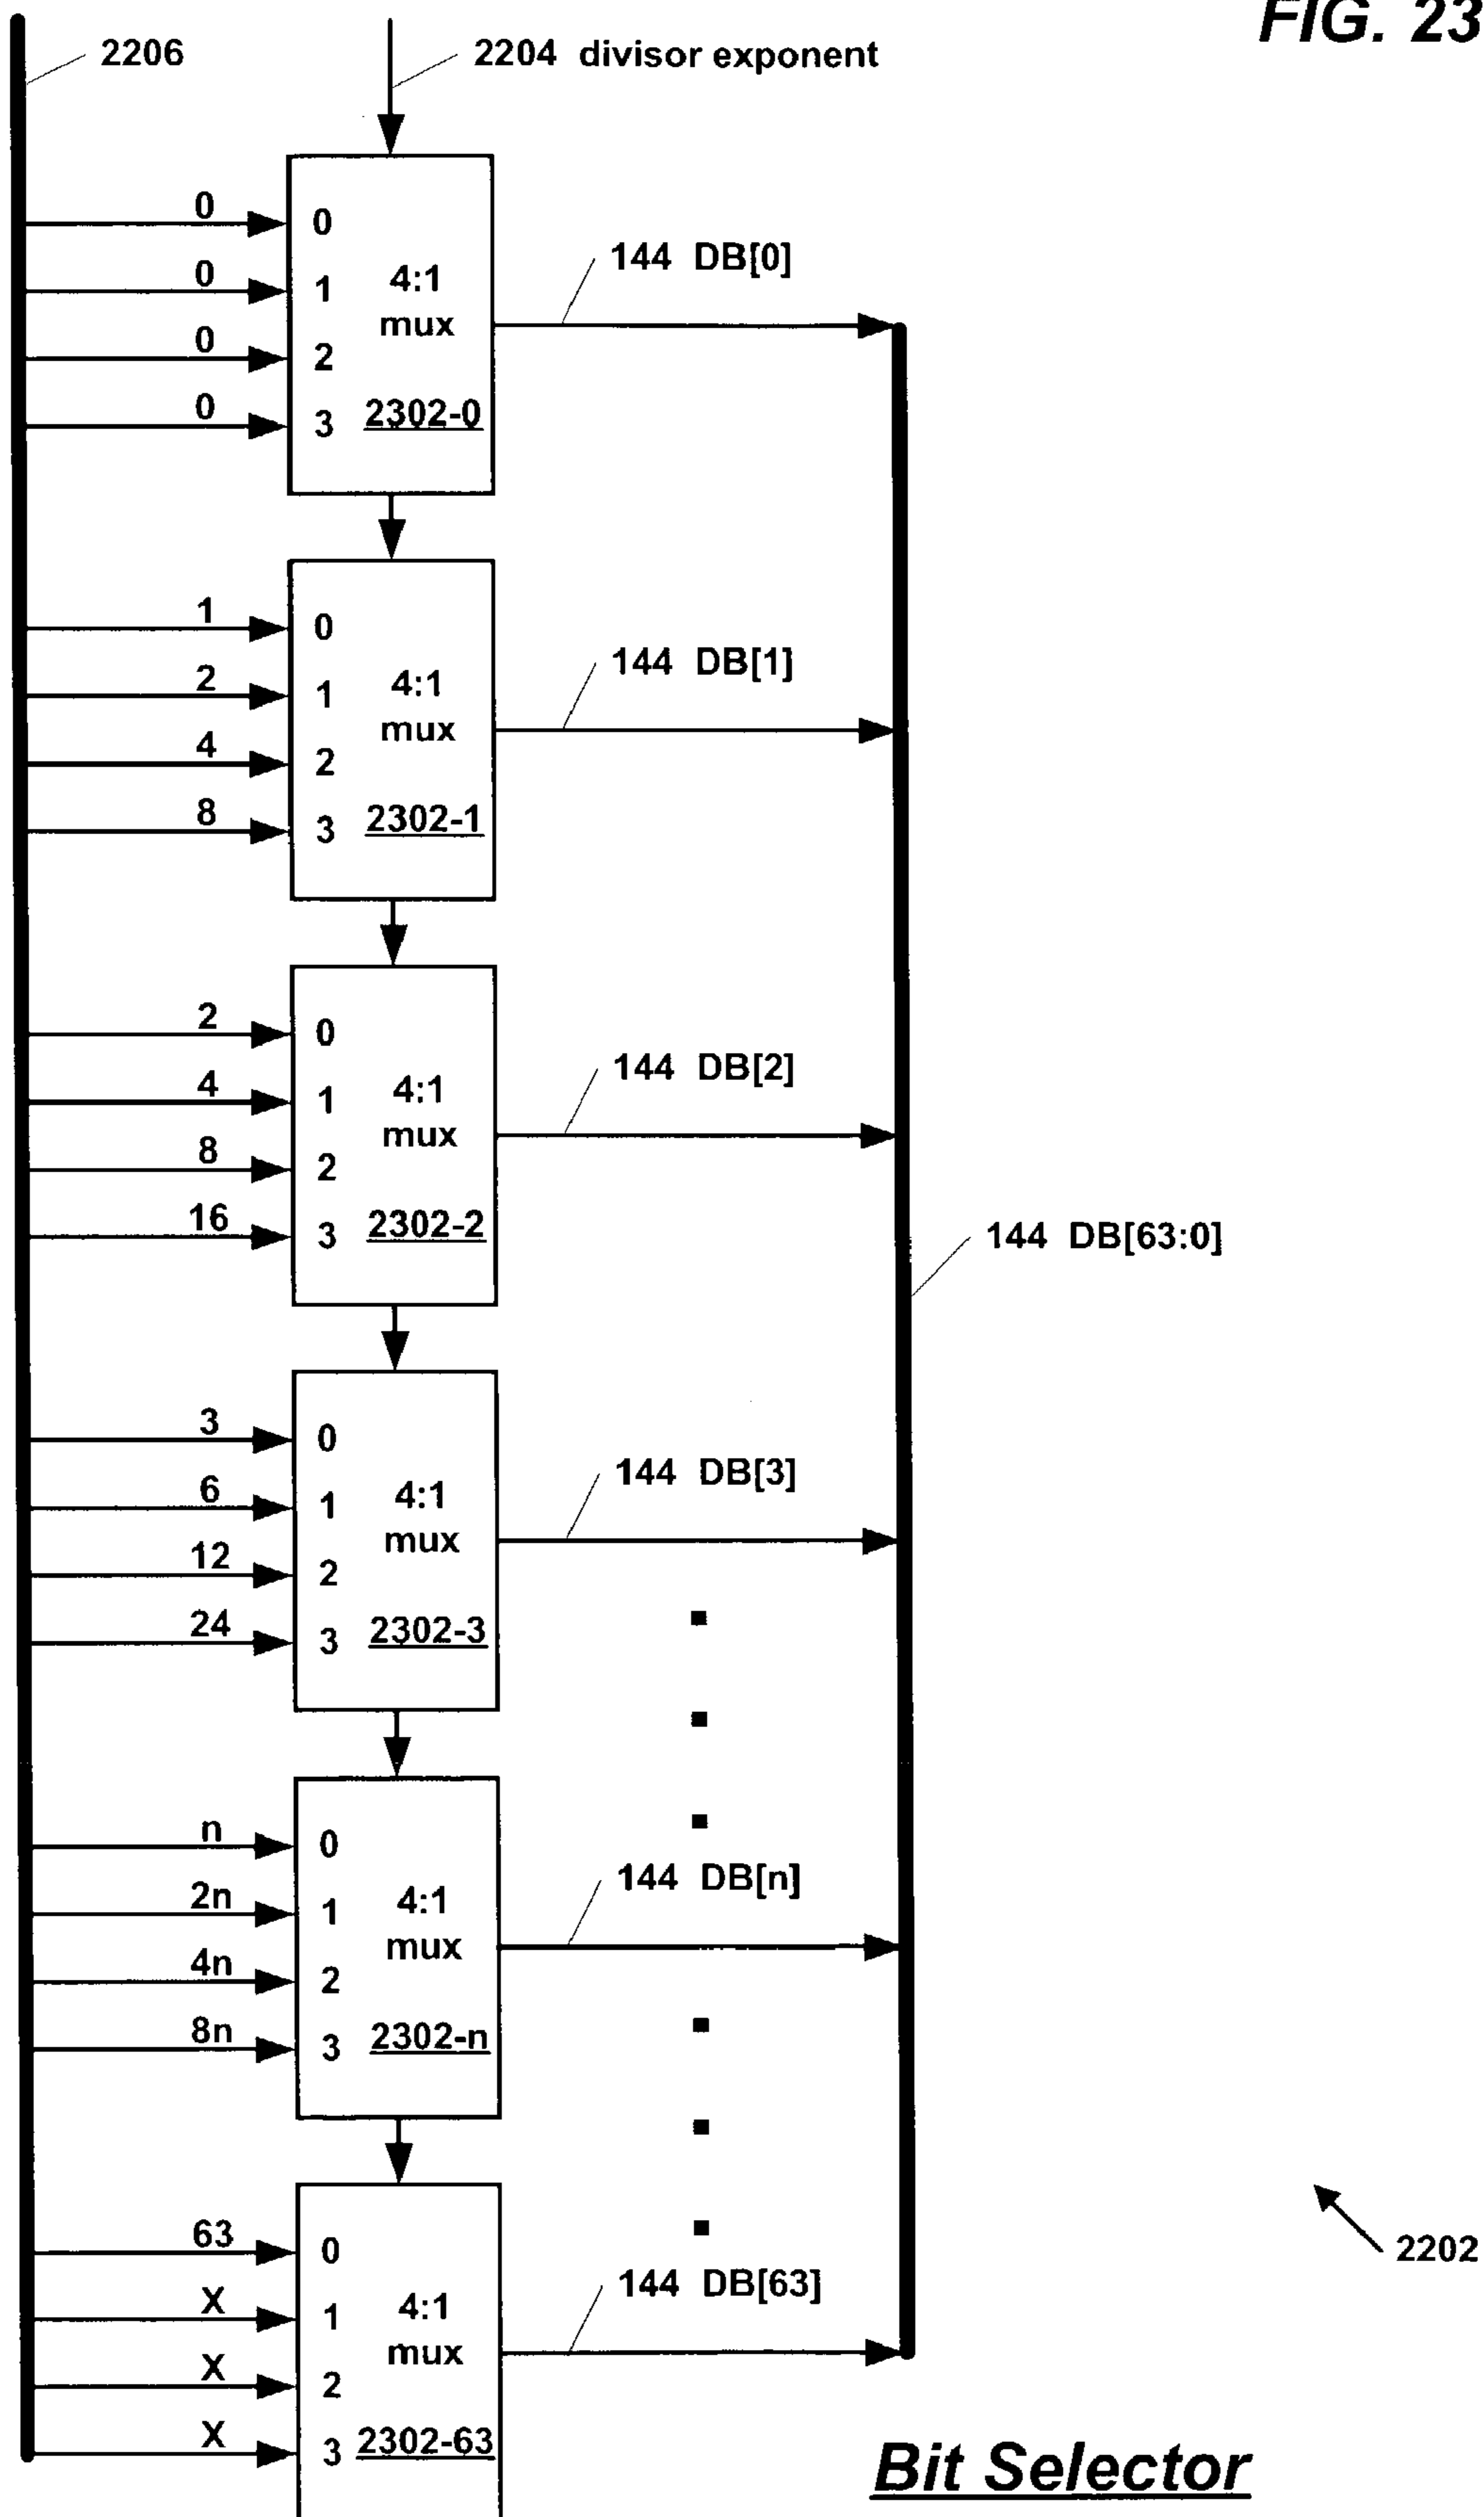 FIG. 23
2206
2204 divisor exponent
0 0
0 1
0 2
0 3
4:1
mux
2302-0
144 DB[0]
1 0
2 1
4 2
8 3
4:1
mux
2302-1
144 DB[1]
2 0
4 1
8 2
16 3
4:1
mux
2302-2
144 DB[2]
144 DB[63:0]
3 0
6 1
12 2
24 3
4:1
mux
2302-3
144 DB[3]
n 0
2n 1
4n 2
8n 3
4:1
mux
2302-n
144 DB[n]
63 0
X 1
X 2
X 3
4:1
mux
2302-63
144 DB[63]
2202
Bit Selector